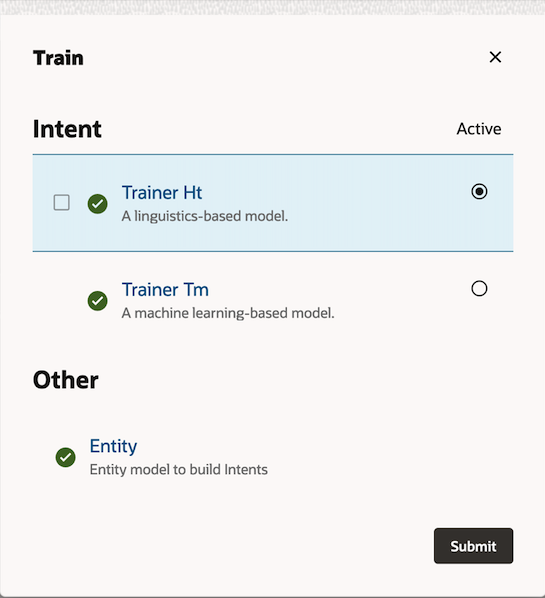 Train
Intent
Active
Trainer Ht
A linguistics-based model.
Trainer Tm
A machine learning-based model.
Other
Entity
Entity model to build Intents
Submit